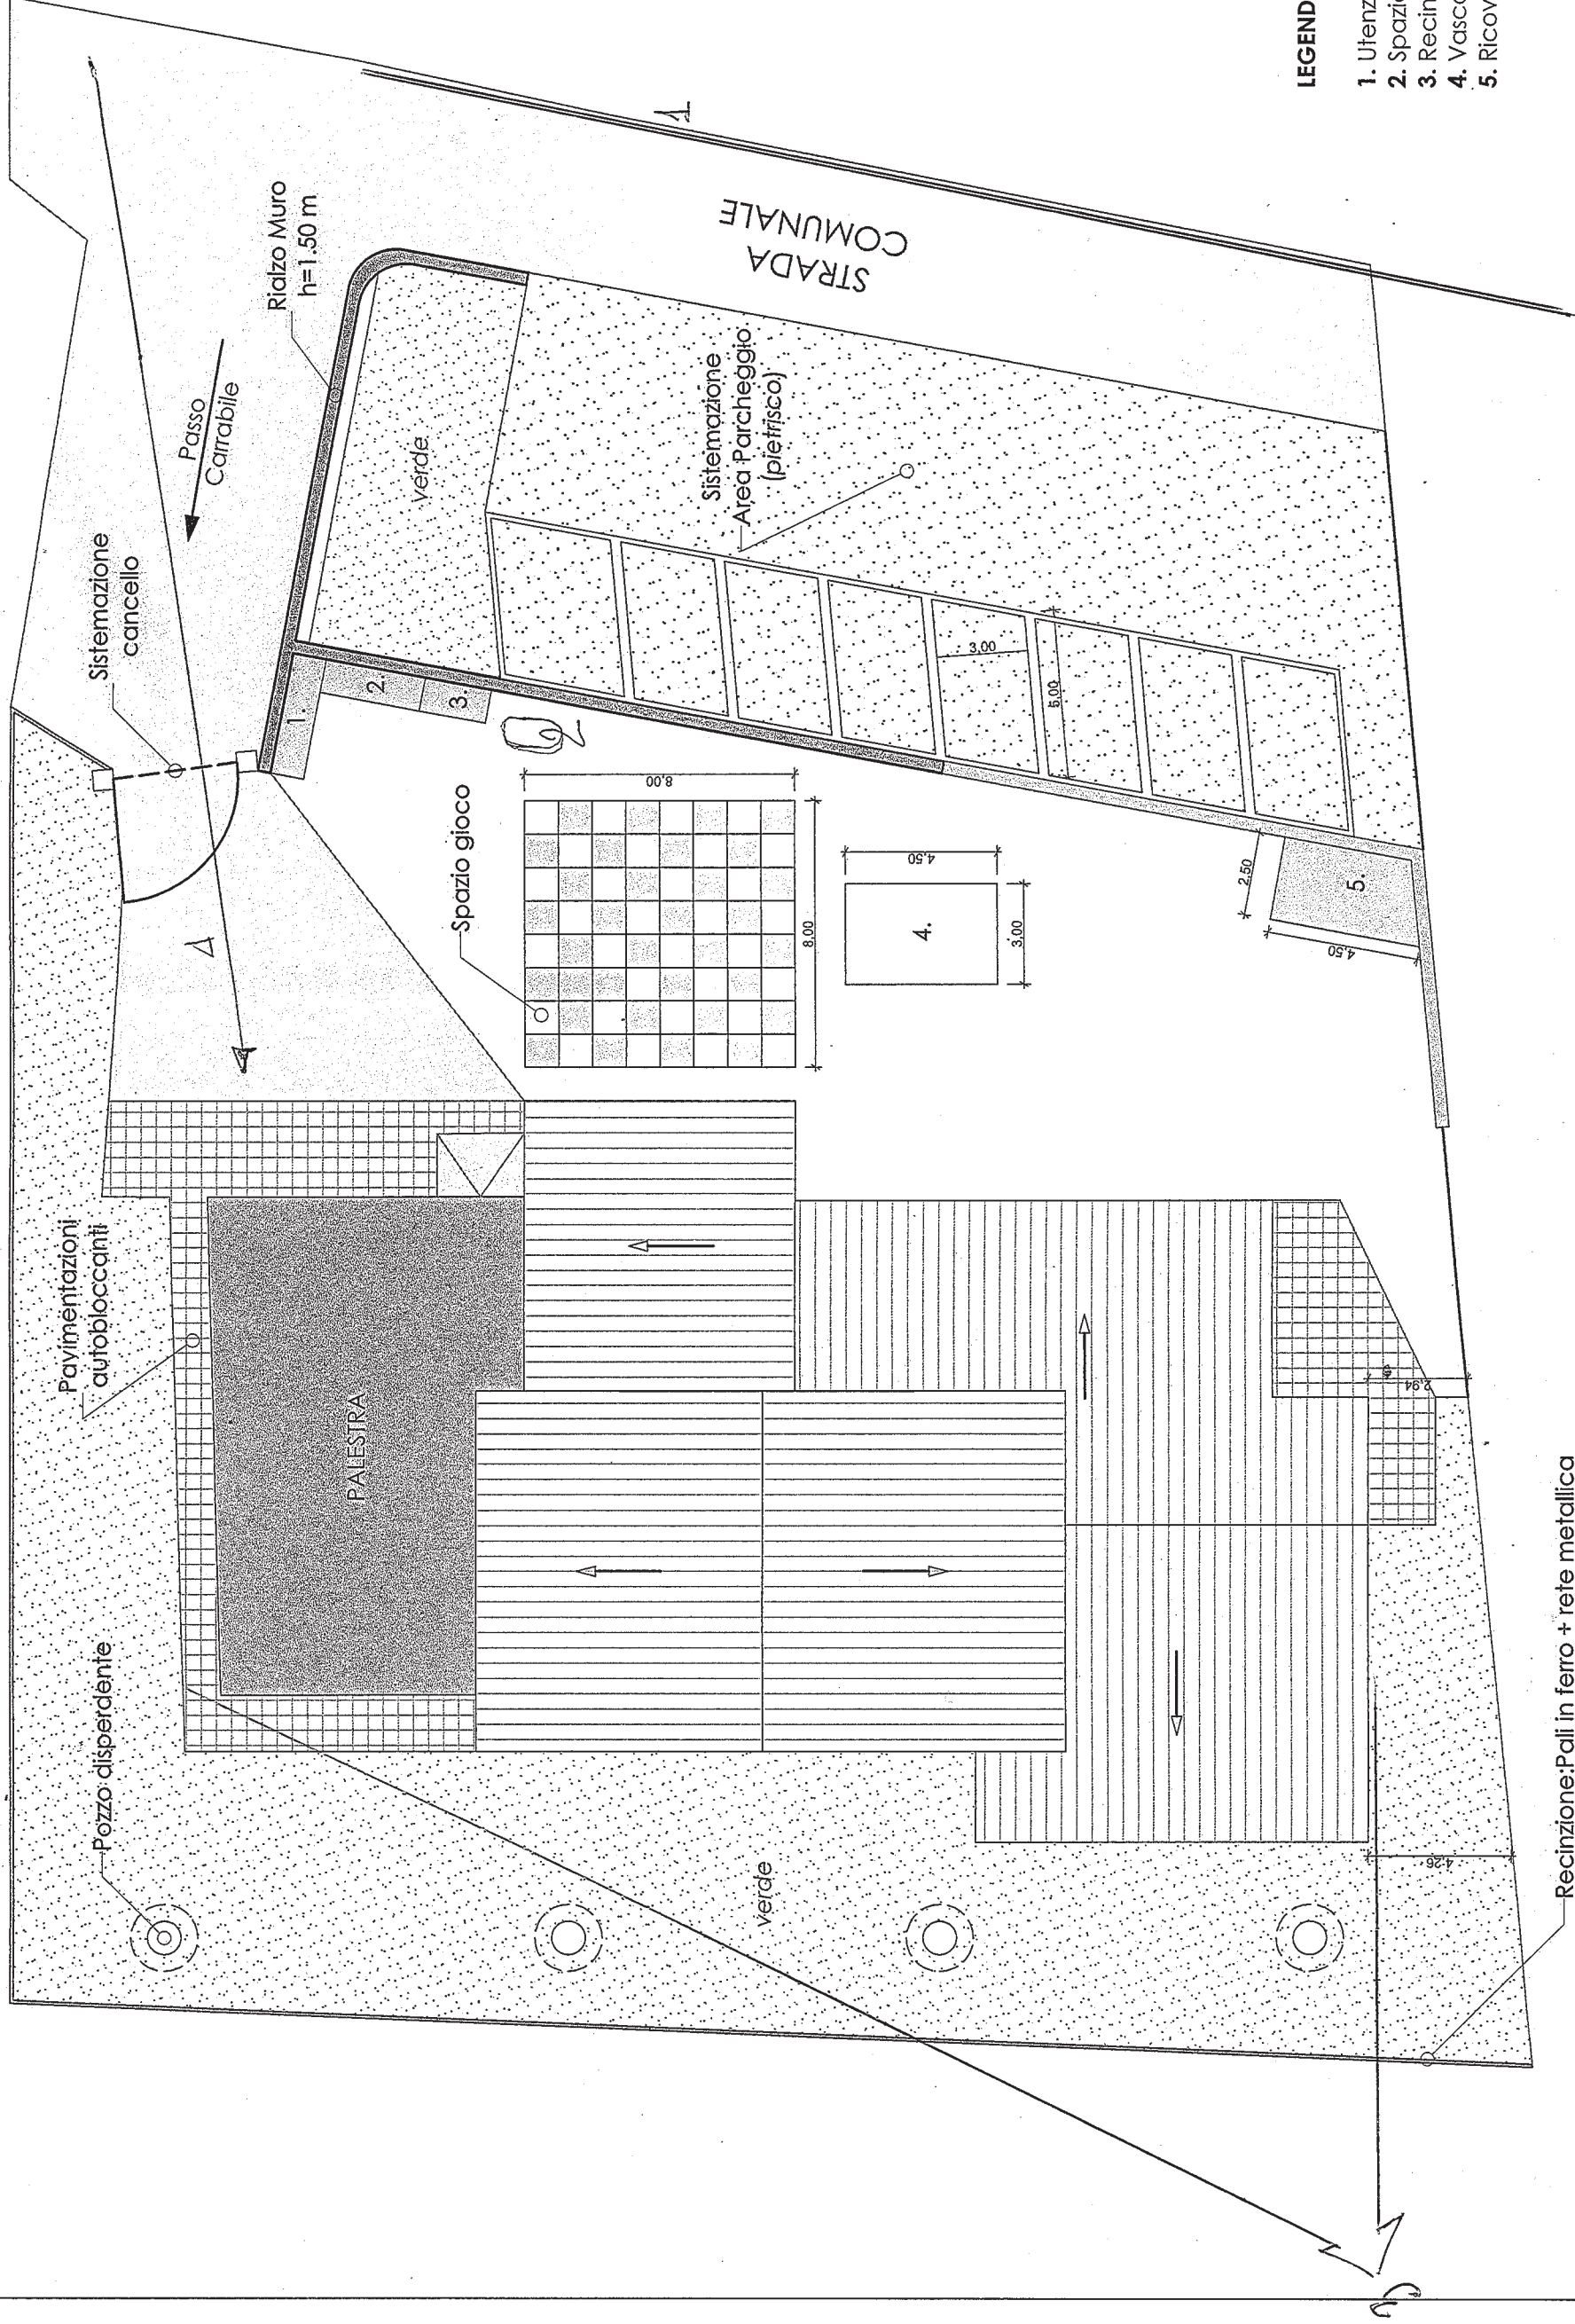 LEGEND
1. Utenz
2. Spazi
3. Recin
4. Vasc
5. Ricov
Rialzo Muro
h=1.50 m
Passo
Carrabile
Sistemazione
cancello
STRADA
COMUNALE
verde
Sistemazione
Area Parcheggio
(pietrisco)
1.
2.
3.
3,00
5,00
Spazio gioco
8,00
8,00
4.
4,50
3,00
5.
2,50
4,50
Pavimentazioni
autobloccanti
PALESTRA
2,94
Pozzo disperdente
verde
4,26
Recinzione:Pali in ferro + rete metallica